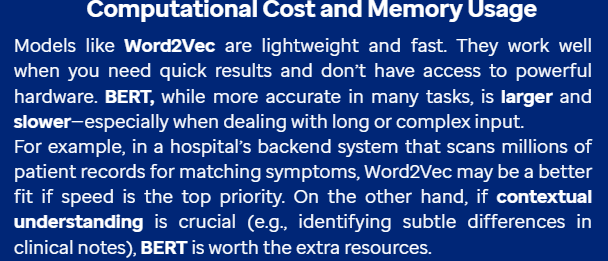 Computational Cost and Memory Usage
Models like Word2Vec are lightweight and fast. They work well
when you need quick results and don't have access to powerful
hardware. BERT, while more accurate in many tasks, is larger and
slower—especially when dealing with long or complex input.
For example, in a hospital's backend system that scans millions of
patient records for matching symptoms, Word2Vec may be a better
fit if speed is the top priority. On the other hand, if contextual
understanding is crucial (e.g., identifying subtle differences in
clinical notes), BERT is worth the extra resources.